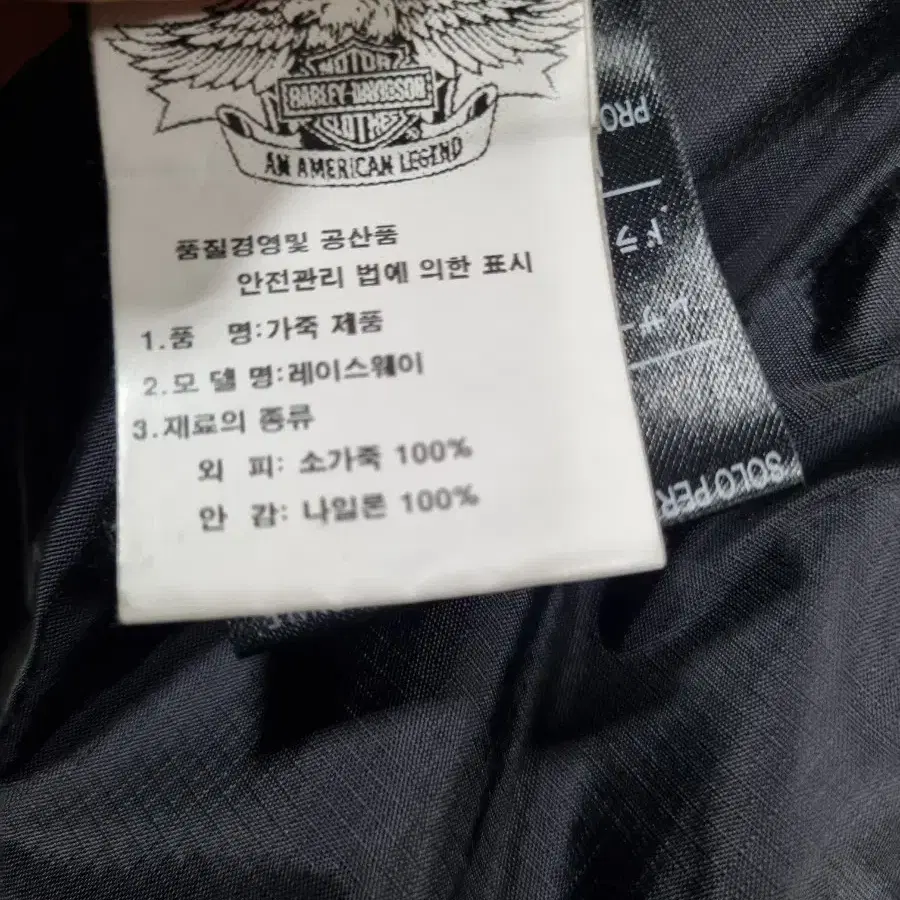 MOTOR
HARLEY-DAVIDSON
CLOTHES
AN AMERICAN LEGEND
품질경영및 공산품
안전관리 법에 의한 표시
1.품 명:가죽 제품
2.모 델 명:레이스웨이
3.재료의 종류
외 피: 소가죽 100%
안 감: 나일론 100%
PRO
ドラ
SOLO PER